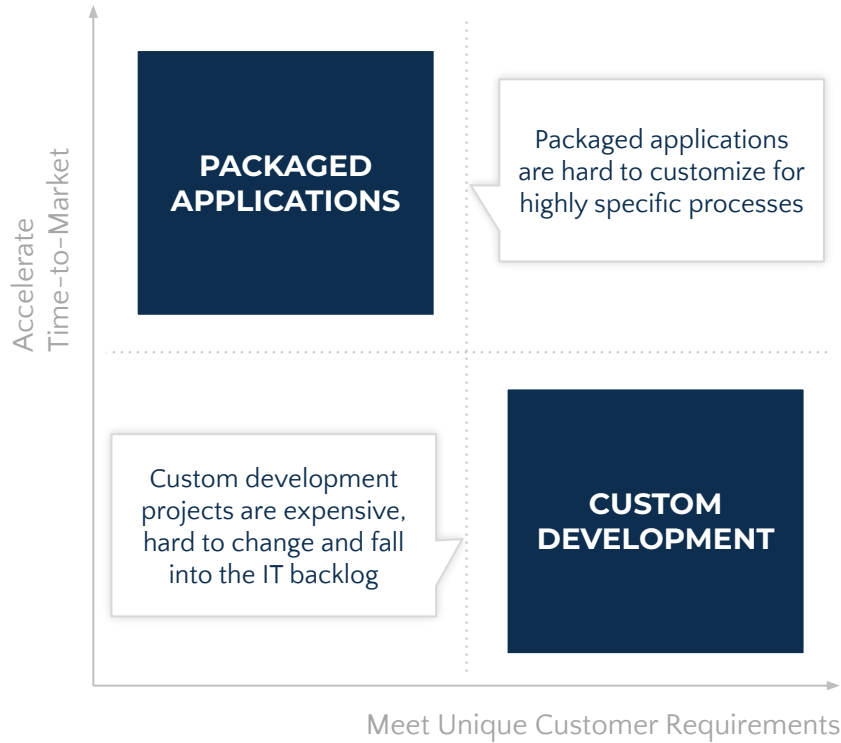 Accelerate
Time-to-Market
PACKAGED
APPLICATIONS
Packaged applications
are hard to customize for
highly specific processes
Custom development
projects are expensive,
hard to change and fall
into the IT backlog
CUSTOM
DEVELOPMENT
Meet Unique Customer Requirements